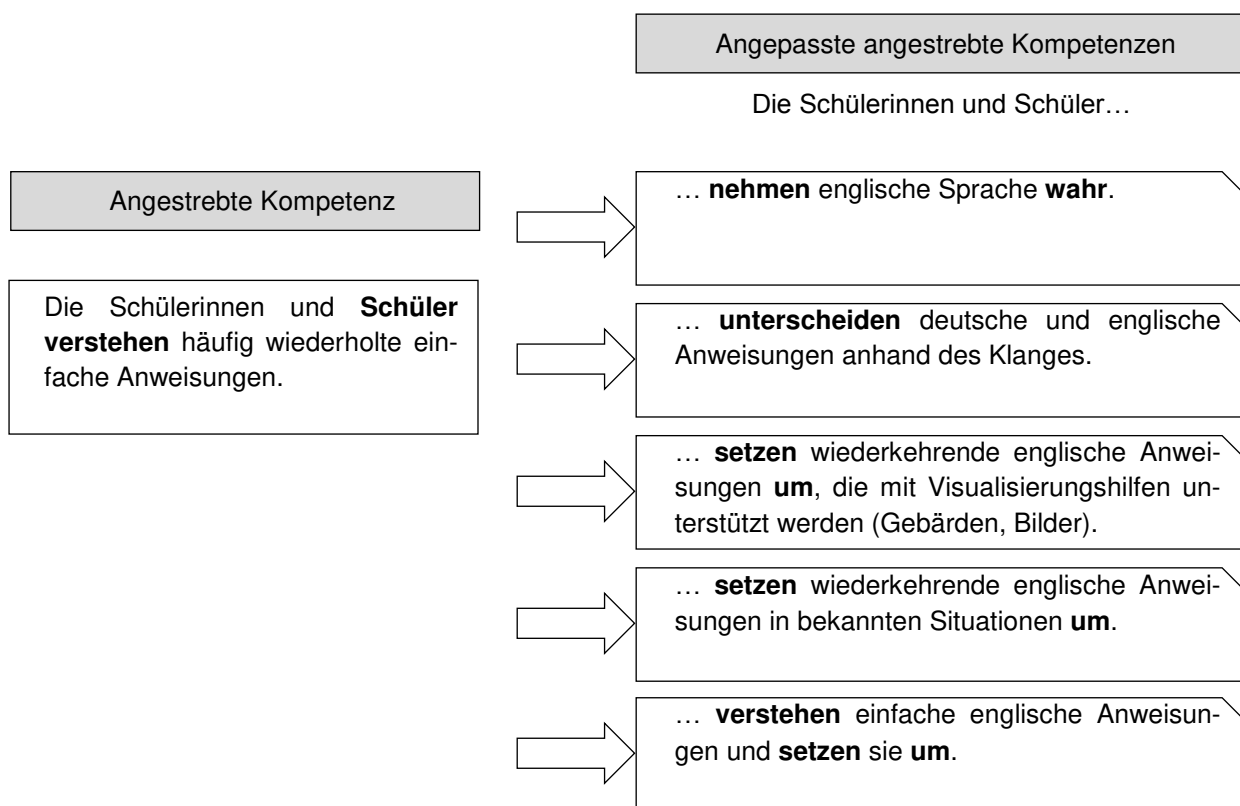 Angepasste angestrebte Kompetenzen
Die Schülerinnen und Schüler…
Angestrebte Kompetenz
Die Schülerinnen und Schüler
verstehen häufig wiederholte ein-
fache Anweisungen.
… nehmen englische Sprache wahr.
… unterscheiden deutsche und englische
Anweisungen anhand des Klanges.
… setzen wiederkehrende englische Anwei-
sungen um, die mit Visualisierungshilfen un-
terstützt werden (Gebärden, Bilder).
… setzen wiederkehrende englische Anwei-
sungen in bekannten Situationen um.
… verstehen einfache englische Anweisun-
gen und setzen sie um.